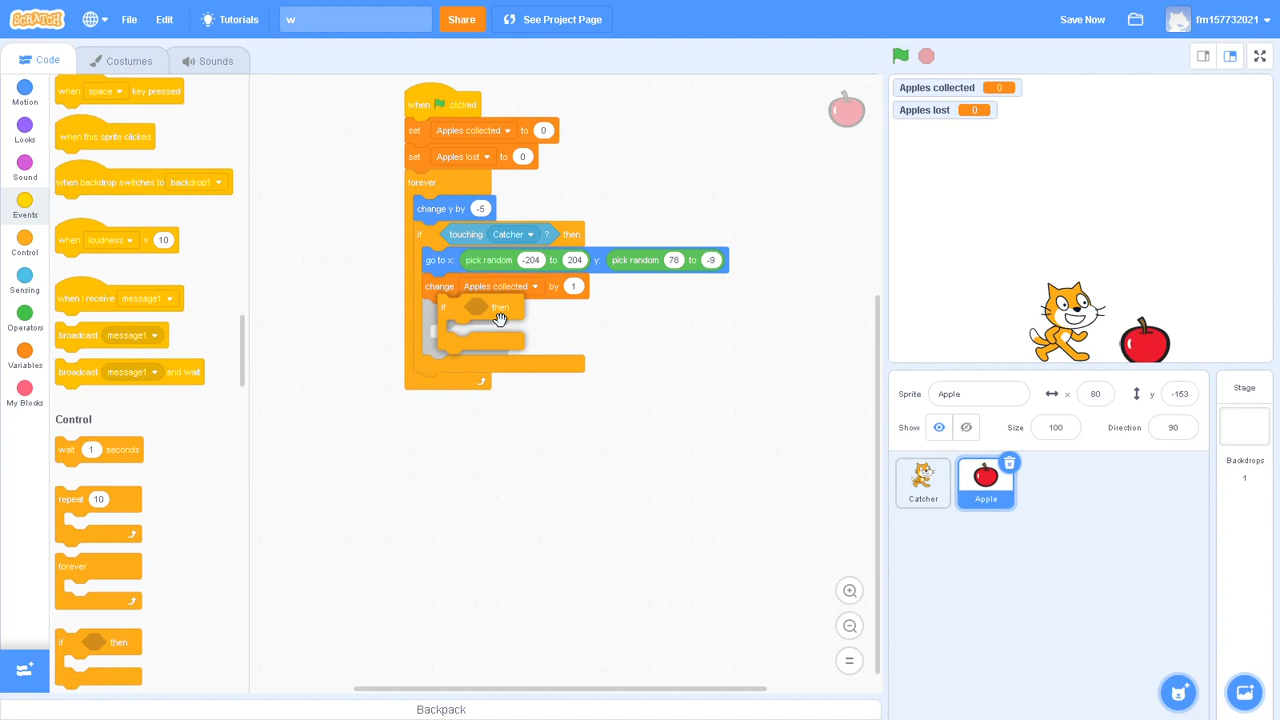 SCRATCH File Edit Tutorials w Share See Project Page Save Now fm157732021
Code Costumes Sounds
Motion
Looks
Sound
Events
Control
Sensing
Operators
Variables
My Blocks
when space key pressed
when this sprite clicked
when backdrop switches to backdrop1
when loudness > 10
when I receive message1
broadcast message1
broadcast message1 and wait
Control
wait 1 seconds
repeat 10
forever
if then
when clicked
set Apples collected to 0
set Apples lost to 0
forever
change y by -5
if touching Catcher ? then
go to x: pick random -204 to 204 y: pick random 78 to -9
change Apples collected by 1
if then
Backpack
Apples collected 0
Apples lost 0
Sprite Apple x 80 y -153
Show Size 100 Direction 90
Catcher
Apple
Stage
Backdrops
1